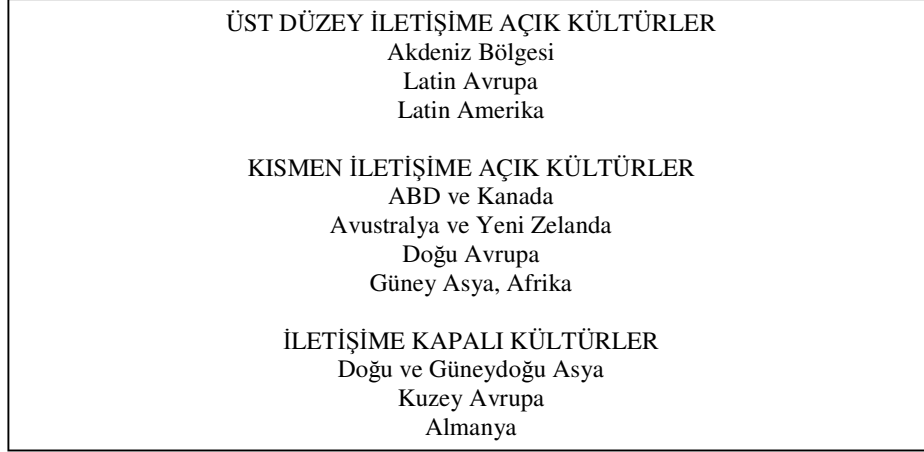 ÜST DÜZEY İLETİŞİME AÇIK KÜLTÜRLER
Akdeniz Bölgesi
Latin Avrupa
Latin Amerika
KISMEN İLETİŞİME AÇIK KÜLTÜRLER
ABD ve Kanada
Avustralya ve Yeni Zelanda
Doğu Avrupa
Güney Asya, Afrika
İLETİŞİME KAPALI KÜLTÜRLER
Doğu ve Güneydoğu Asya
Kuzey Avrupa
Almanya